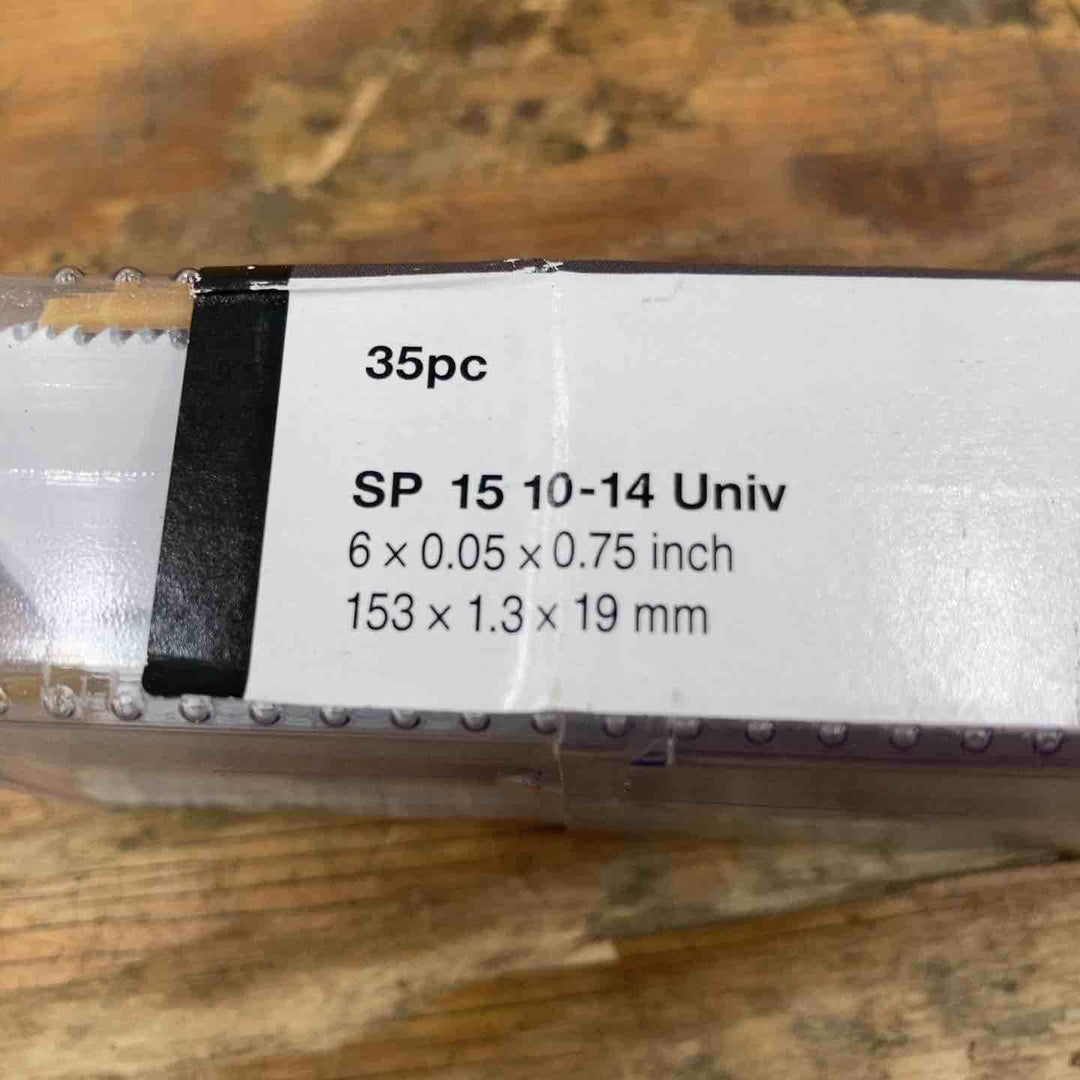 35pc
SP 15 10-14 Univ
6 × 0.05 × 0.75 inch
153 × 1.3 × 19 mm